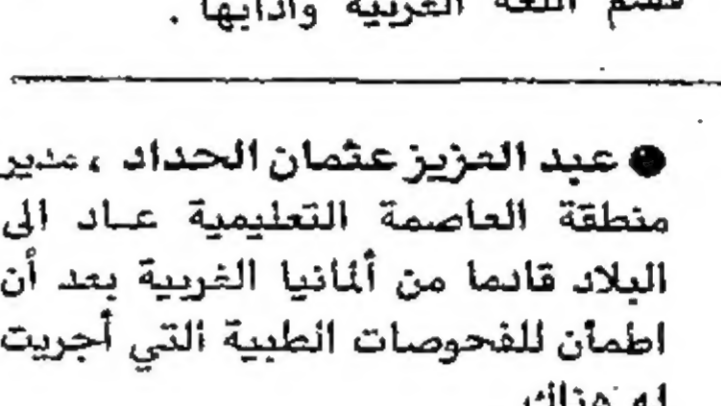 قسم اللغة العربية وآدابها .
● عبد العزيز عثمان الحداد ، مدير
منطقة العاصمة التعليمية عاد الى
البلاد قادما من ألمانيا الغربية بعد أن
اطمأن للفحوصات الطبية التي أجريت
له هناك